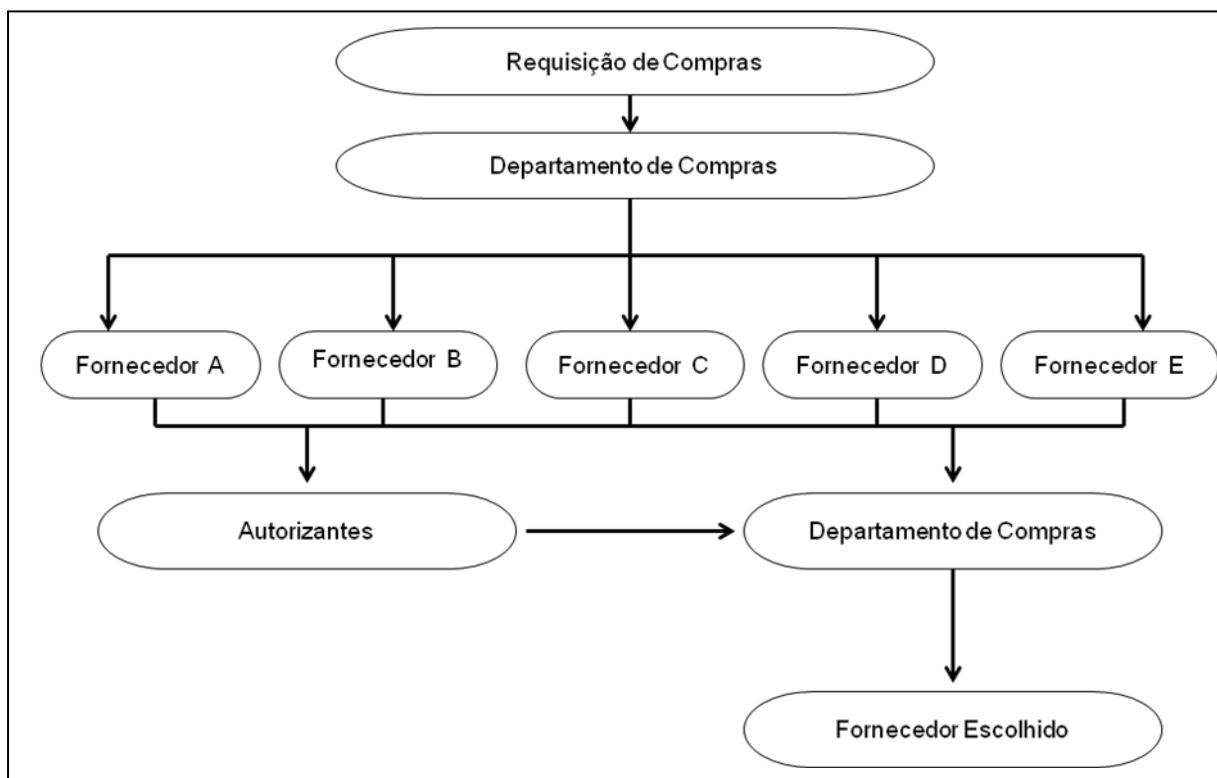 Requisição de Compras
Departamento de Compras
Fornecedor A
Fornecedor B
Fornecedor C
Fornecedor D
Fornecedor E
Autorizantes
Departamento de Compras
Fornecedor Escolhido